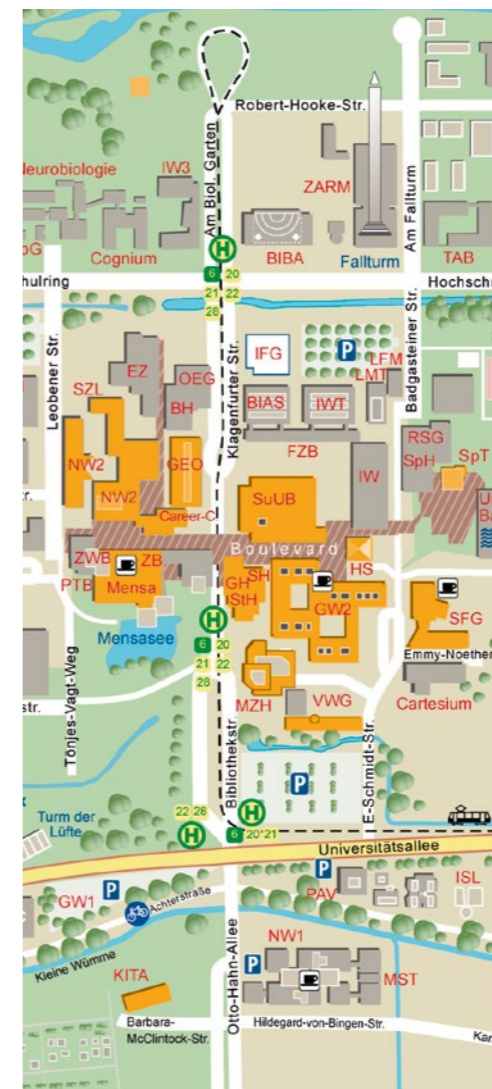 Robert-Hooke-Str.
Am Biol. Garten
Neurobiologie
IW3
ZARM
Am Fallturm
Cognium
BIBA
Fallturm
TAB
H
6 20
21 22
28
Hochsch
Leobener Str.
Klagenfurter Str.
Badgasteiner Str.
IFG
P
EZ
OEG
LFM
LMT
SZL
BH
BIAS
IWT
FZB
RSG
SpH
SpT
NW2
GEO
IW
NW2
SuUB
Career-C
Boulevard
ZWB
ZB
HS
PTB
Mensa
GH
SH
StH
GW2
SFG
Mensasee
H
6 20
21 22
28
Emmy-Noether
MZH
VWG
Cartesium
Tönjes-Vagt-Weg
Bibliothekstr.
E-Schmidt-Str.
P
Turm der
Lüfte
22 28
H
H
6 20 21
Universitätsallee
GW1
P
Achterstraße
P
PAV
ISL
Kleine Wümme
Otto-Hahn-Allee
NW1
P
MST
KITA
Barbara-
McClintock-Str.
Hildegard-von-Bingen-Str.